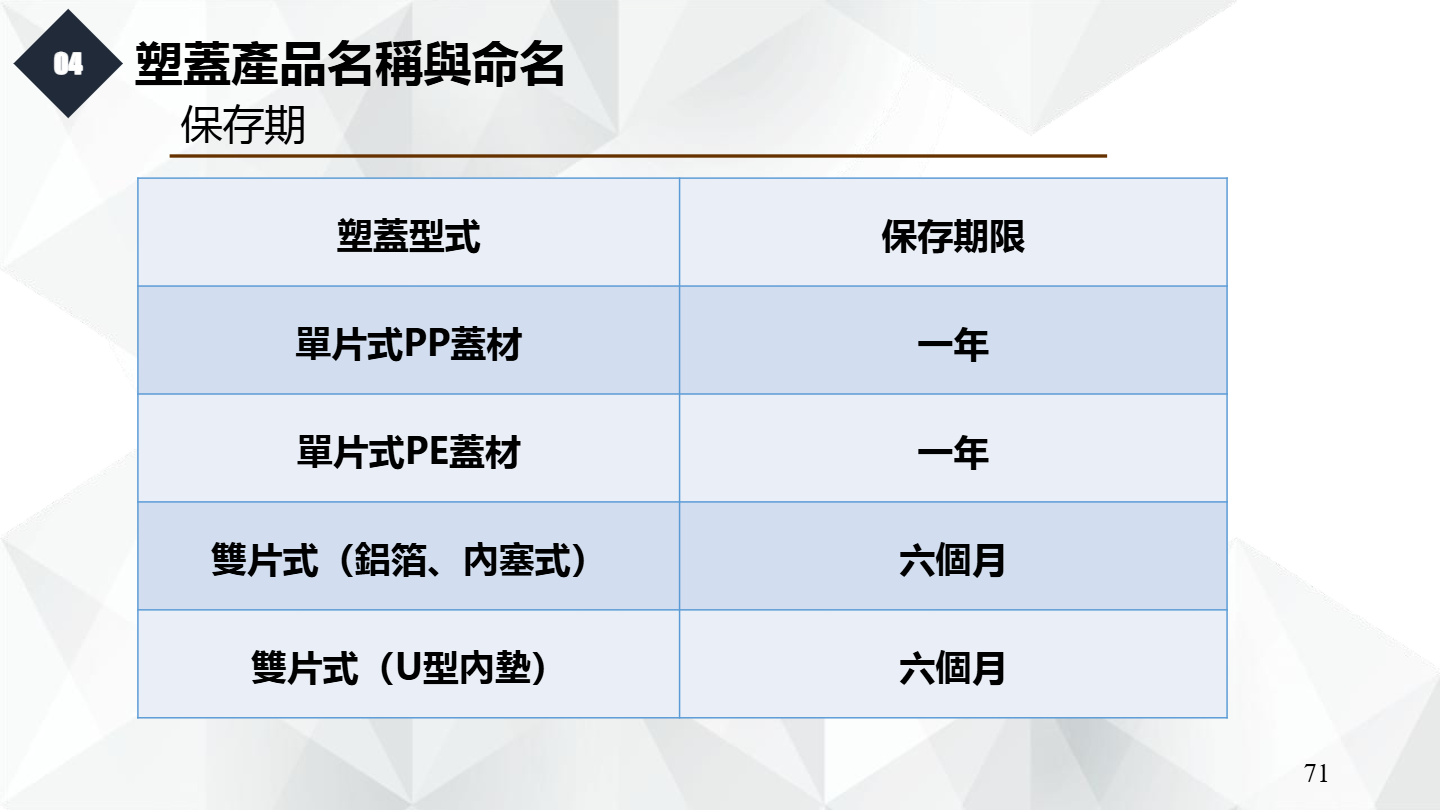 04
塑蓋產品名稱與命名
保存期
塑蓋型式 保存期限
單片式PP蓋材 一年
單片式PE蓋材 一年
雙片式（鋁箔、內塞式） 六個月
雙片式（U型內墊） 六個月
71